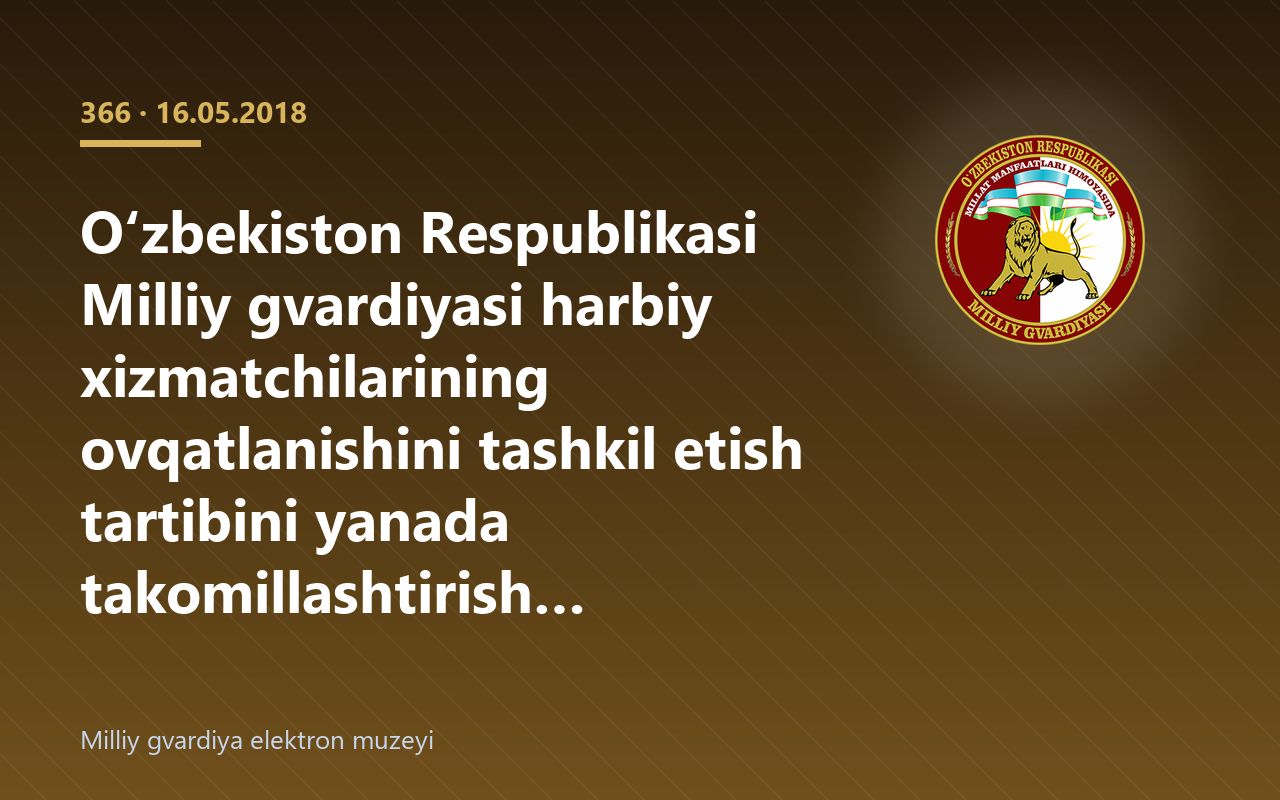 366 · 16.05.2018
O‘zbekiston Respublikasi
Milliy gvardiyasi harbiy
xizmatchilarining
ovqatlanishini tashkil etish
tartibini yanada
takomillashtirish…
O‘ZBEKISTON RESPUBLIKASI
MILLAT MANFAATLARI HIMOYASIDA
MILLIY GVARDIYASI
Milliy gvardiya elektron muzeyi